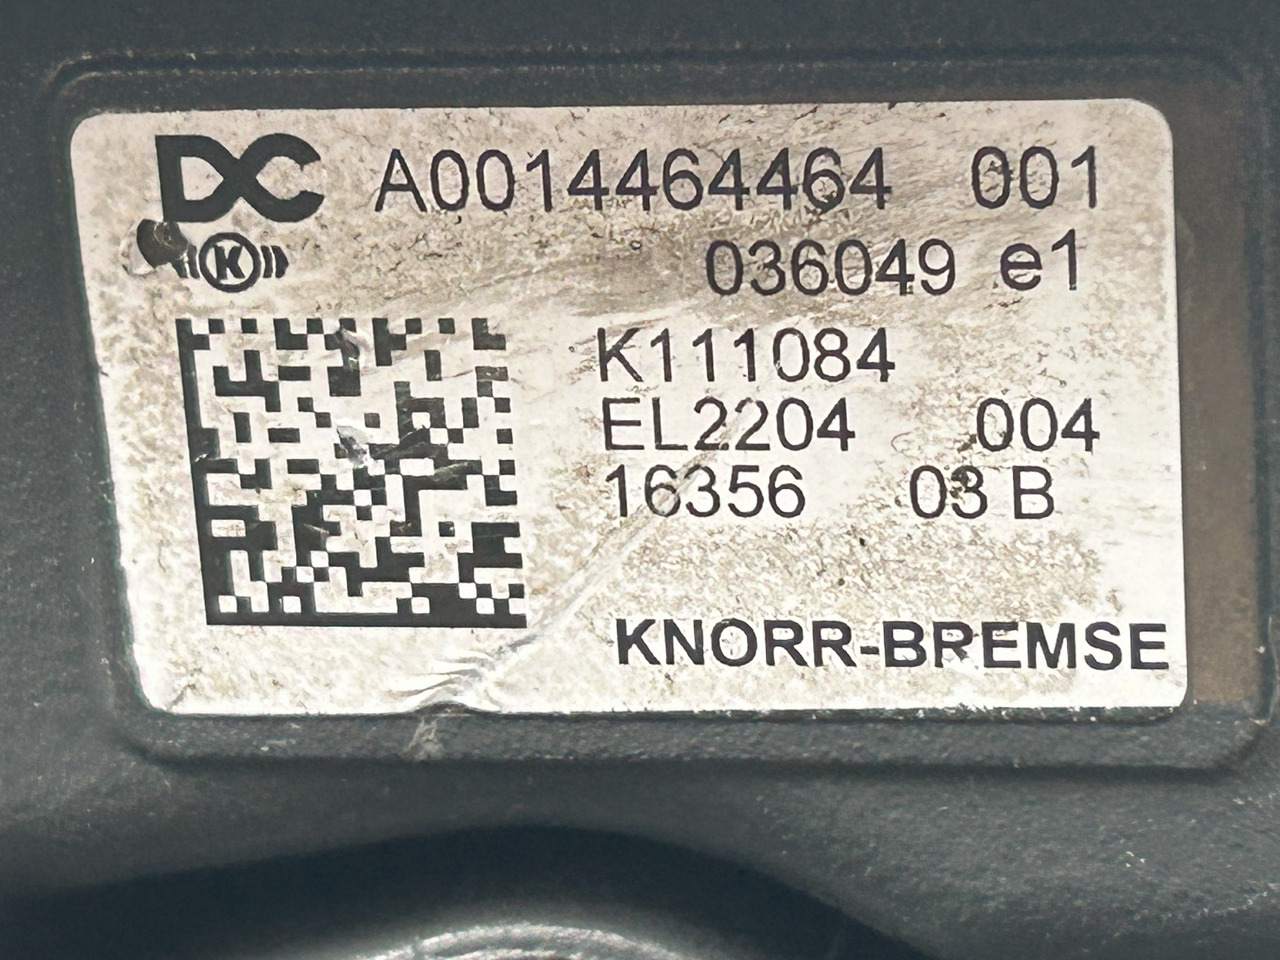 DC A0014464464 001
036049 e1
K
K111084
EL2204 004
16356 03 B
KNORR-BREMSE